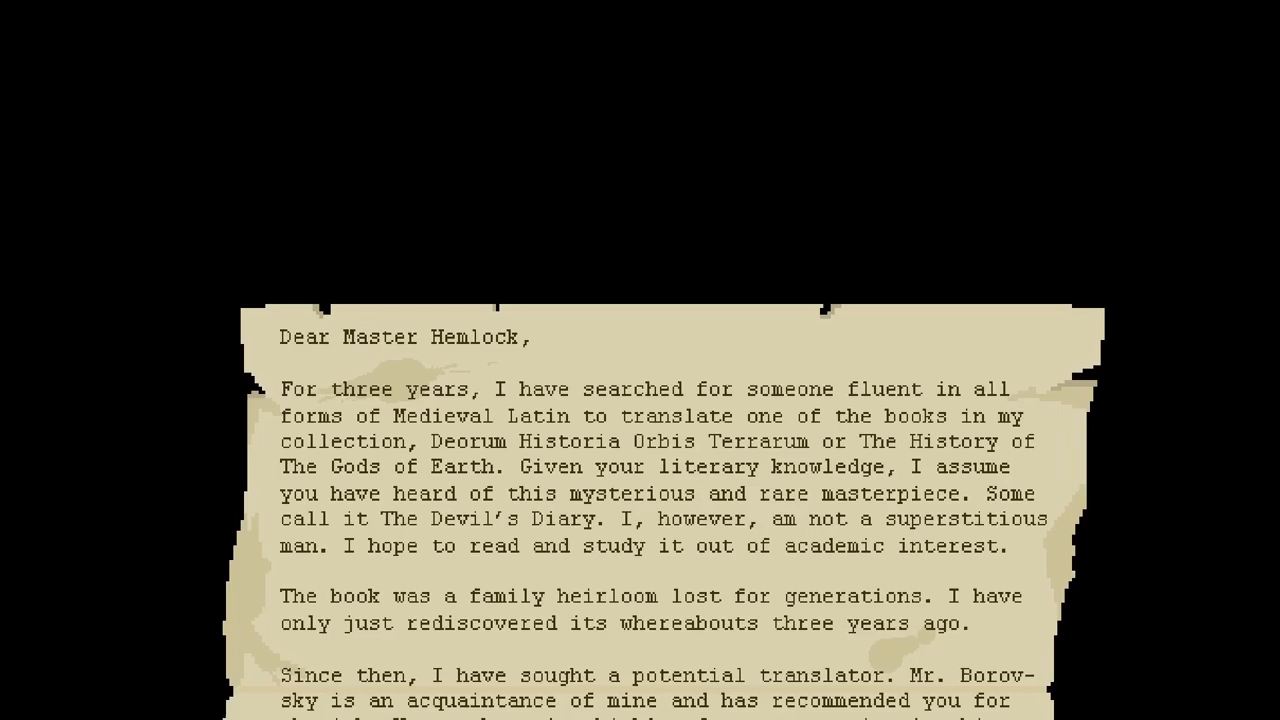 Dear Master Hemlock,
For three years, I have searched for someone fluent in all
forms of Medieval Latin to translate one of the books in my
collection, Deorum Historia Orbis Terrarum or The History of
The Gods of Earth. Given your literary knowledge, I assume
you have heard of this mysterious and rare masterpiece. Some
call it The Devil's Diary. I, however, am not a superstitious
man. I hope to read and study it out of academic interest.
The book was a family heirloom lost for generations. I have
only just rediscovered its whereabouts three years ago.
Since then, I have sought a potential translator. Mr. Borov-
sky is an acquaintance of mine and has recommended you for